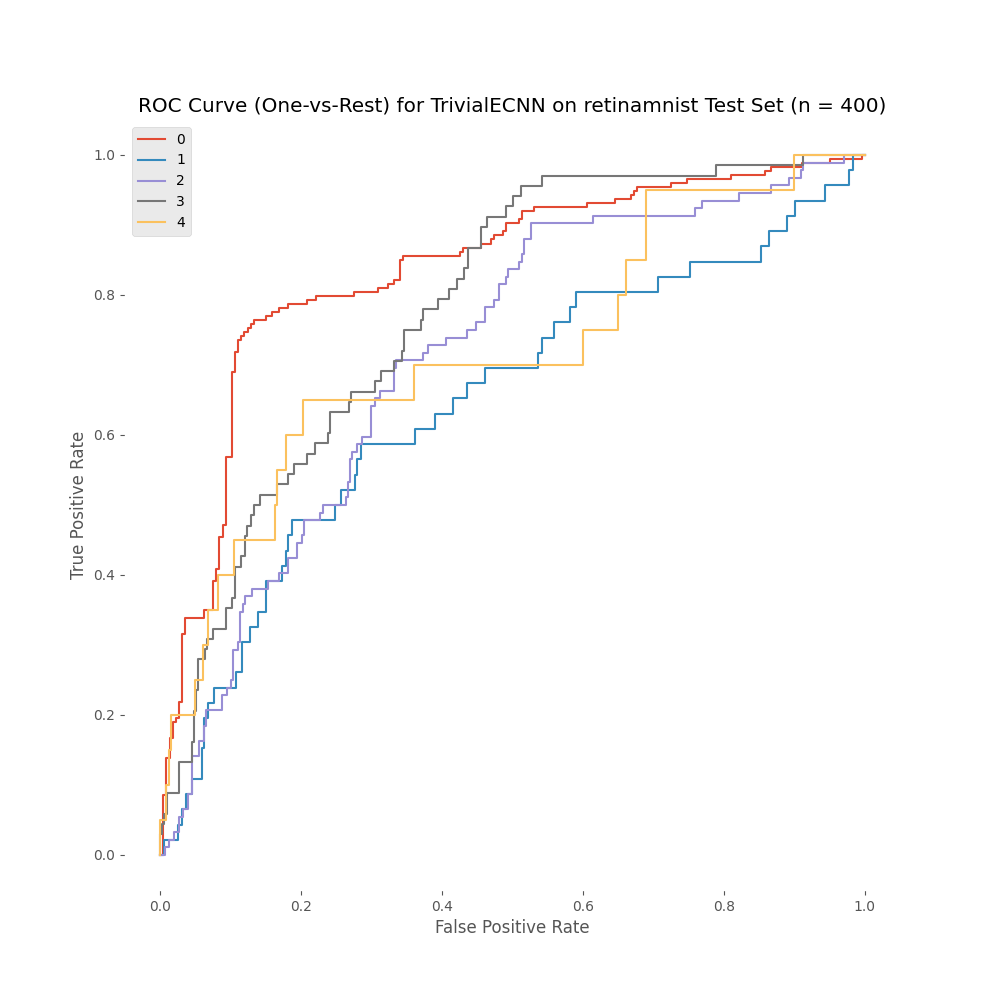 ROC Curve (One-vs-Rest) for TrivialECNN on retinamnist Test Set (n = 400)
0
1
2
3
4
1.0
0.8
0.6
0.4
0.2
0.0
True Positive Rate
0.0 0.2 0.4 0.6 0.8 1.0
False Positive Rate